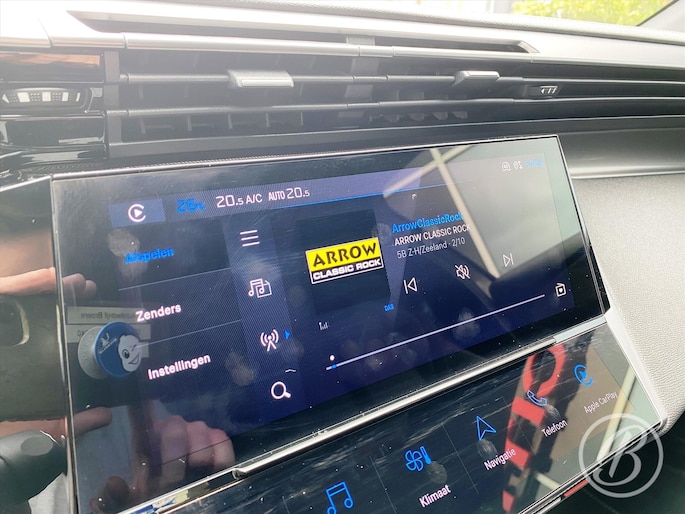 20.5 A/C AUTO 20.5
Afspelen
Zenders
Instellingen
ARROW
CLASSIC ROCK
ArrowClassicRock
ARROW CLASSIC ROCK
5B Z-H/Zeeland · 2/10
DAB
Klimaat
Navigatie
Telefoon
Apple CarPlay
B